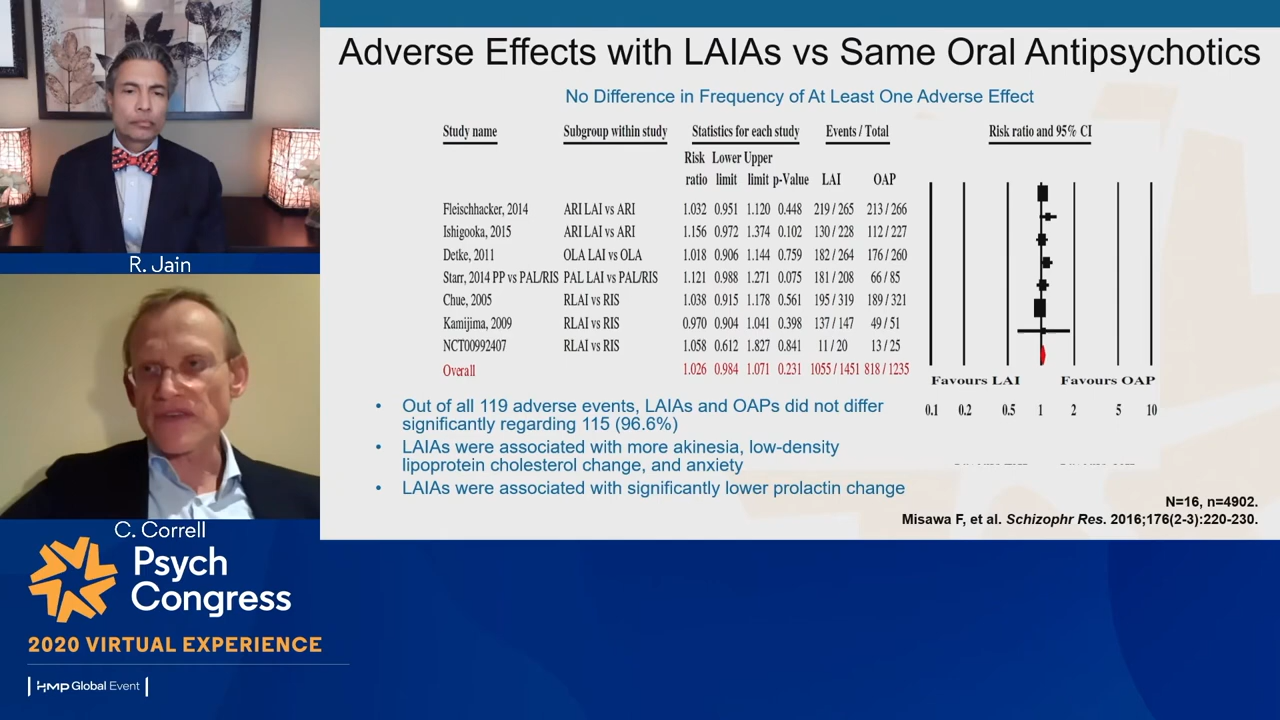 Adverse Effects with LAIAs vs Same Oral Antipsychotics
No Difference in Frequency of At Least One Adverse Effect
Study name Subgroup within study Statistics for each study Events / Total Risk ratio and 95% CI
Risk Lower Upper
ratio limit limit p-Value LAI OAP
Fleischhacker, 2014 ARI LAI vs ARI 1.032 0.951 1.120 0.448 219 / 265 213 / 266
Ishigooka, 2015 ARI LAI vs ARI 1.156 0.972 1.374 0.102 130 / 228 112 / 227
Detke, 2011 OLA LAI vs OLA 1.018 0.906 1.144 0.759 182 / 264 176 / 260
Starr, 2014 PP vs PAL/RIS PAL LAI vs PAL/RIS 1.121 0.988 1.271 0.075 181 / 208 66 / 85
Chue, 2005 RLAI vs RIS 1.038 0.915 1.178 0.561 195 / 319 189 / 321
Kamijima, 2009 RLAI vs RIS 0.970 0.904 1.041 0.398 137 / 147 49 / 51
NCT00992407 RLAI vs RIS 1.058 0.612 1.827 0.841 11 / 20 13 / 25
Overall 1.026 0.984 1.071 0.231 1055 / 1451 818 / 1235
Favours LAI Favours OAP
0.1 0.2 0.5 1 2 5 10
• Out of all 119 adverse events, LAIAs and OAPs did not differ
significantly regarding 115 (96.6%)
• LAIAs were associated with more akinesia, low-density
lipoprotein cholesterol change, and anxiety
• LAIAs were associated with significantly lower prolactin change
N=16, n=4902.
Misawa F, et al. Schizophr Res. 2016;176(2-3):220-230.
R. Jain
C. Correll
Psych
Congress
2020 VIRTUAL EXPERIENCE
HMP Global Event